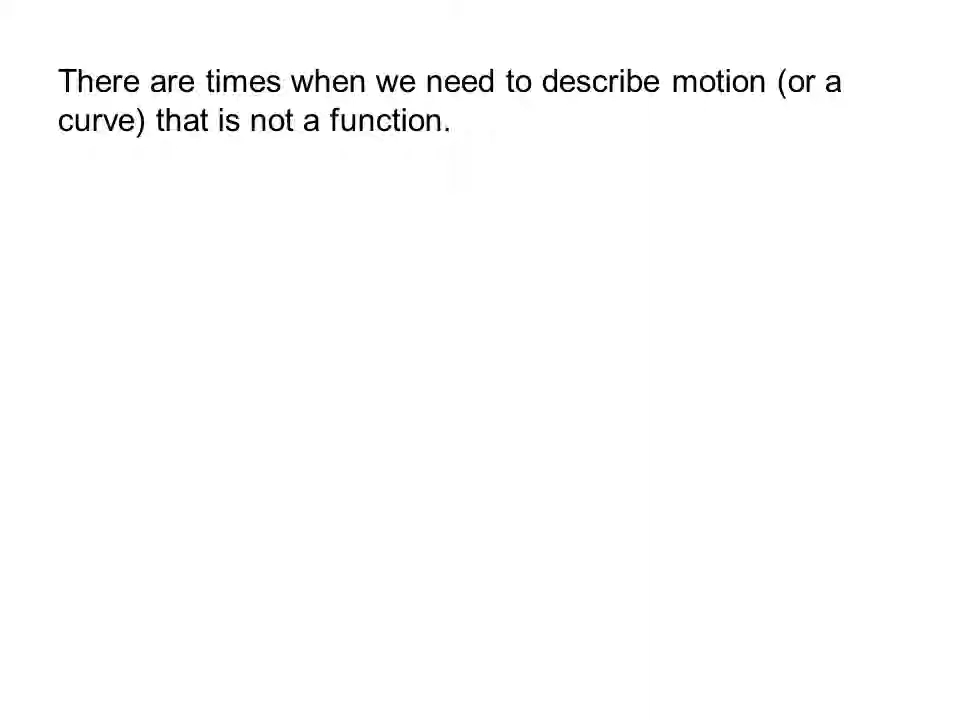 There are times when we need to describe motion (or a
curve) that is not a function.